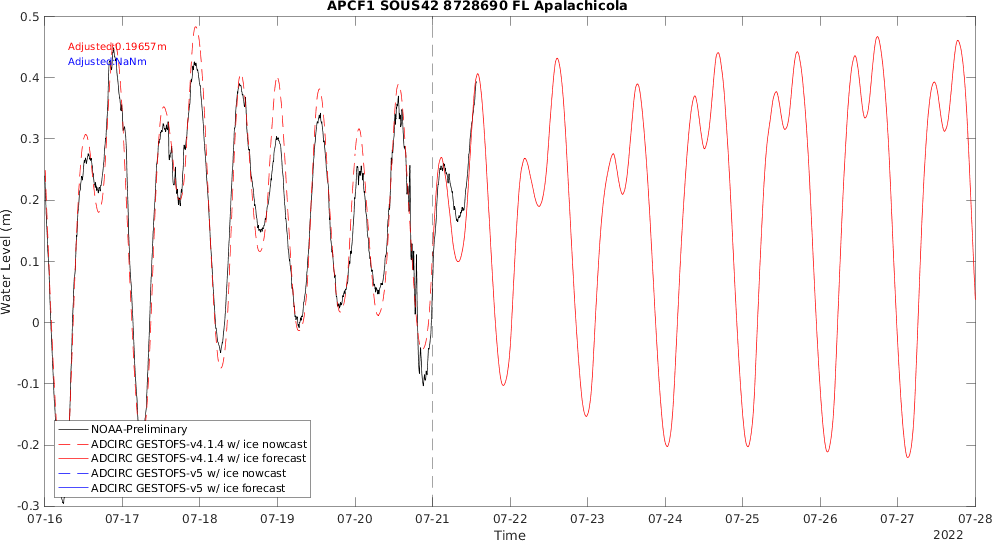 APCF1 SOUS42 8728690 FL Apalachicola
Adjusted:0.19657m
Adjusted:NaNm
Water Level (m)
0.5
0.4
0.3
0.2
0.1
0
-0.1
-0.2
-0.3
NOAA-Preliminary
ADCIRC GESTOFS-v4.1.4 w/ ice nowcast
ADCIRC GESTOFS-v4.1.4 w/ ice forecast
ADCIRC GESTOFS-v5 w/ ice nowcast
ADCIRC GESTOFS-v5 w/ ice forecast
07-16 07-17 07-18 07-19 07-20 07-21 07-22 07-23 07-24 07-25 07-26 07-27 07-28
Time
2022